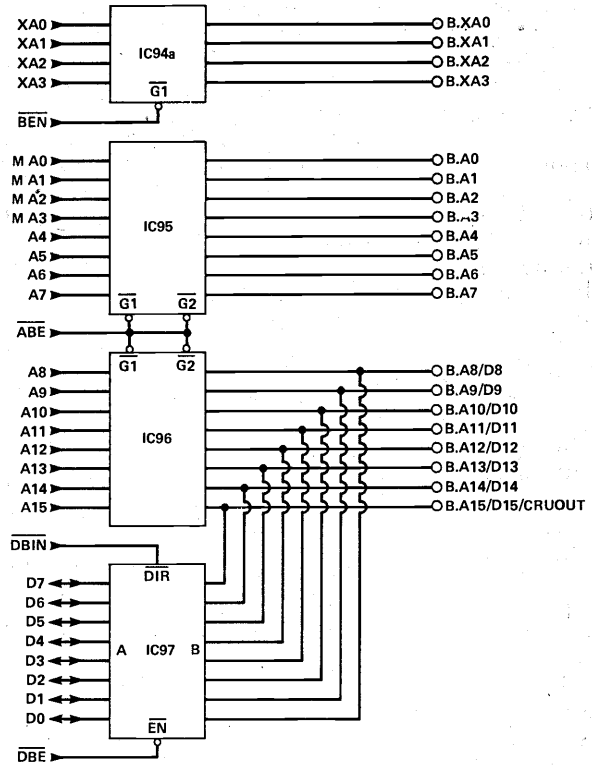 XA0 B.XA0
XA1 B.XA1
XA2 IC94a B.XA2
XA3 B.XA3
G1
BEN
M A0 B.A0
M A1 B.A1
M A2 B.A2
M A3 IC95 B.A3
A4 B.A4
A5 B.A5
A6 B.A6
A7 B.A7
G1 G2
ABE
G1 G2
A8 B.A8/D8
A9 B.A9/D9
A10 B.A10/D10
A11 IC96 B.A11/D11
A12 B.A12/D12
A13 B.A13/D13
A14 B.A14/D14
A15 B.A15/D15/CRUOUT
DBIN
DIR
D7
D6
D5
D4 A IC97 B
D3
D2
D1
D0
EN
DBE